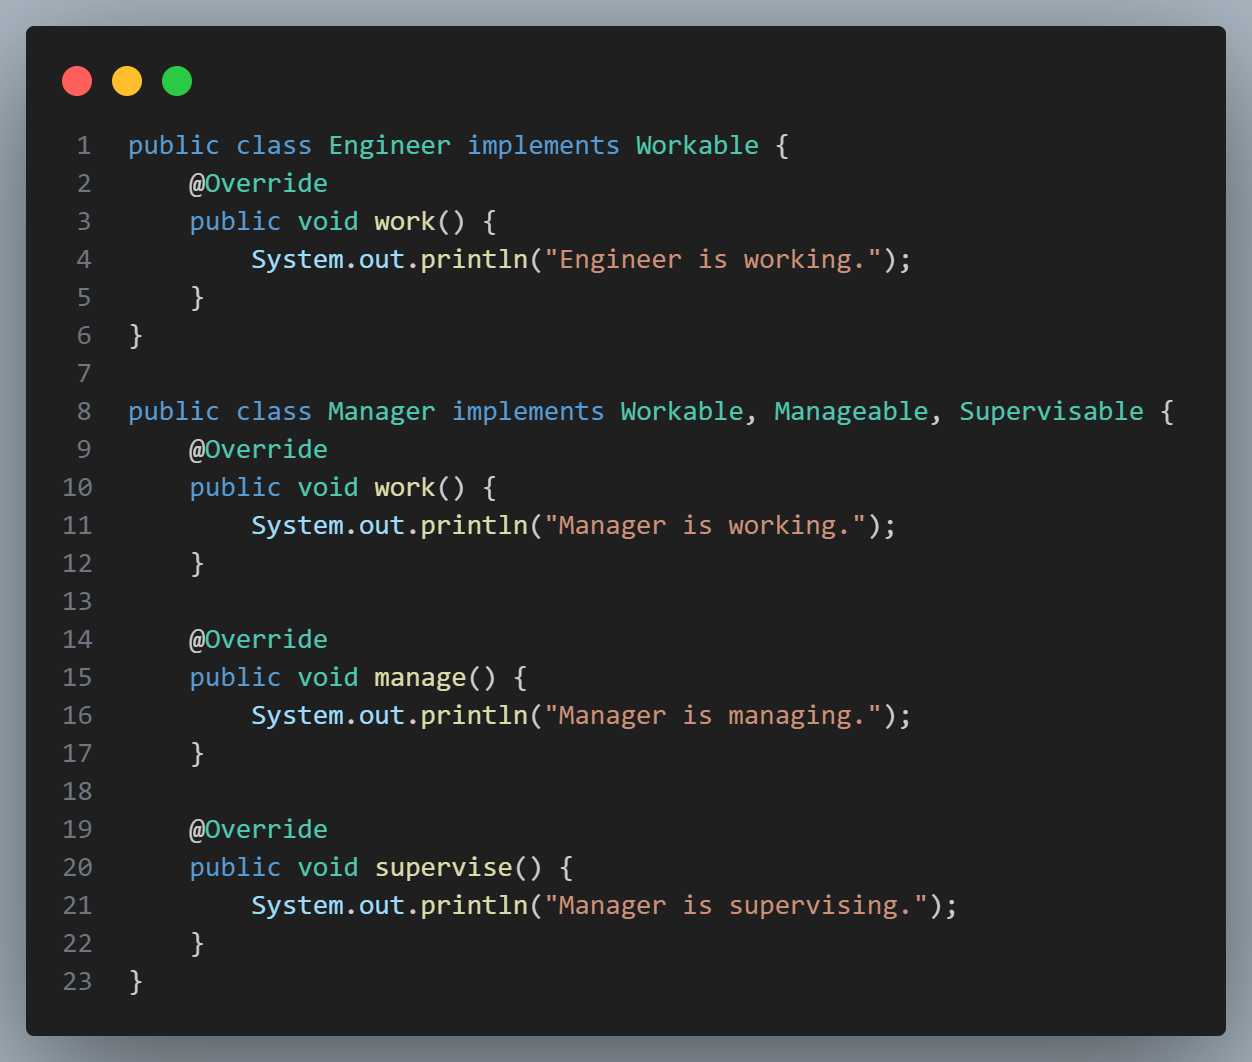 1 public class Engineer implements Workable {
2     @Override
3     public void work() {
4         System.out.println("Engineer is working.");
5     }
6 }
7
8 public class Manager implements Workable, Manageable, Supervisable {
9     @Override
10     public void work() {
11         System.out.println("Manager is working.");
12     }
13
14     @Override
15     public void manage() {
16         System.out.println("Manager is managing.");
17     }
18
19     @Override
20     public void supervise() {
21         System.out.println("Manager is supervising.");
22     }
23 }